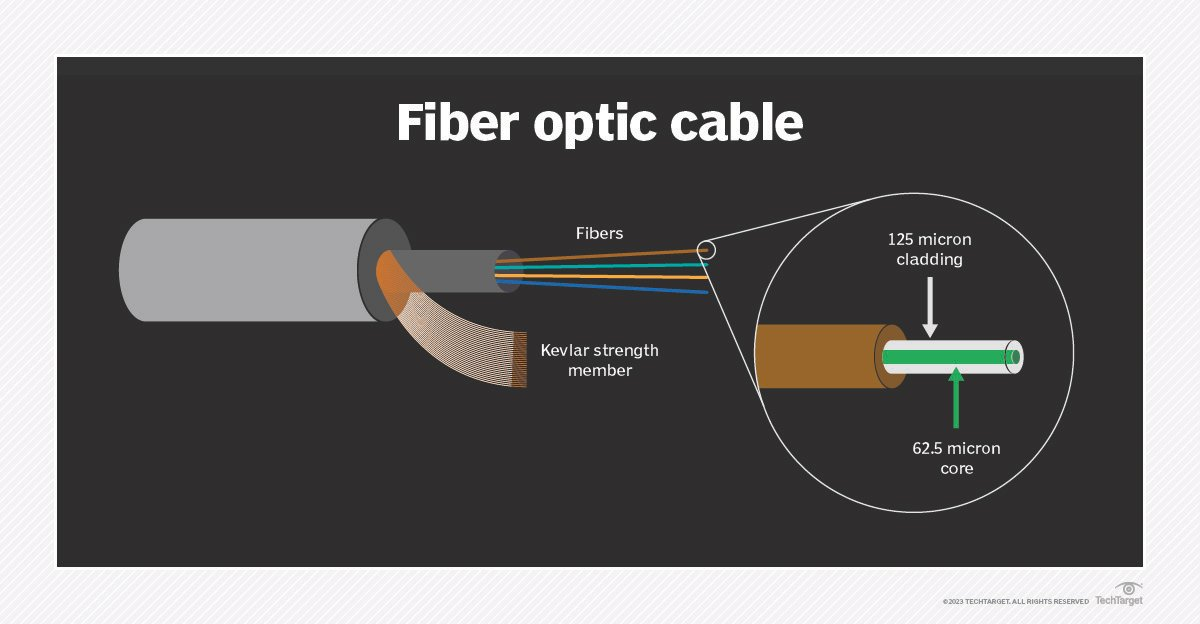 Fiber optic cable
Fibers
125 micron
cladding
Kevlar strength
member
62.5 micron
core
©2023 TECHTARGET. ALL RIGHTS RESERVED
TechTarget